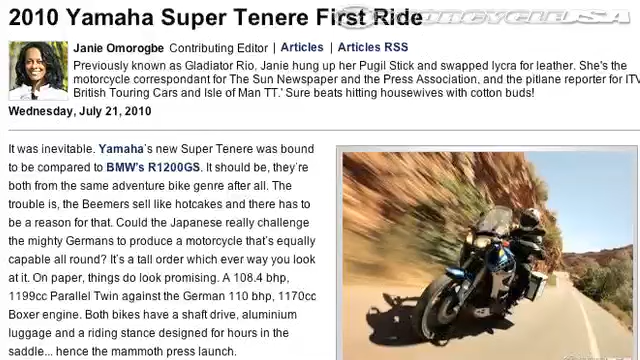 2010 Yamaha Super Tenere First Ride
MOTORCYCLE USA
Janie Omorogbe Contributing Editor | Articles | Articles RSS
Previously known as Gladiator Rio, Janie hung up her Pugil Stick and swapped lycra for leather. She's the
motorcycle correspondant for The Sun Newspaper and the Press Association, and the pitlane reporter for ITV
British Touring Cars and Isle of Man TT.' Sure beats hitting housewives with cotton buds!
Wednesday, July 21, 2010
It was inevitable. Yamaha's new Super Tenere was bound
to be compared to BMW's R1200GS. It should be, they're
both from the same adventure bike genre after all. The
trouble is, the Beemers sell like hotcakes and there has to
be a reason for that. Could the Japanese really challenge
the mighty Germans to produce a motorcycle that's equally
capable all round? It's a tall order which ever way you look
at it. On paper, things do look promising. A 108.4 bhp,
1199cc Parallel Twin against the German 110 bhp, 1170cc
Boxer engine. Both bikes have a shaft drive, aluminium
luggage and a riding stance designed for hours in the
saddle... hence the mammoth press launch.